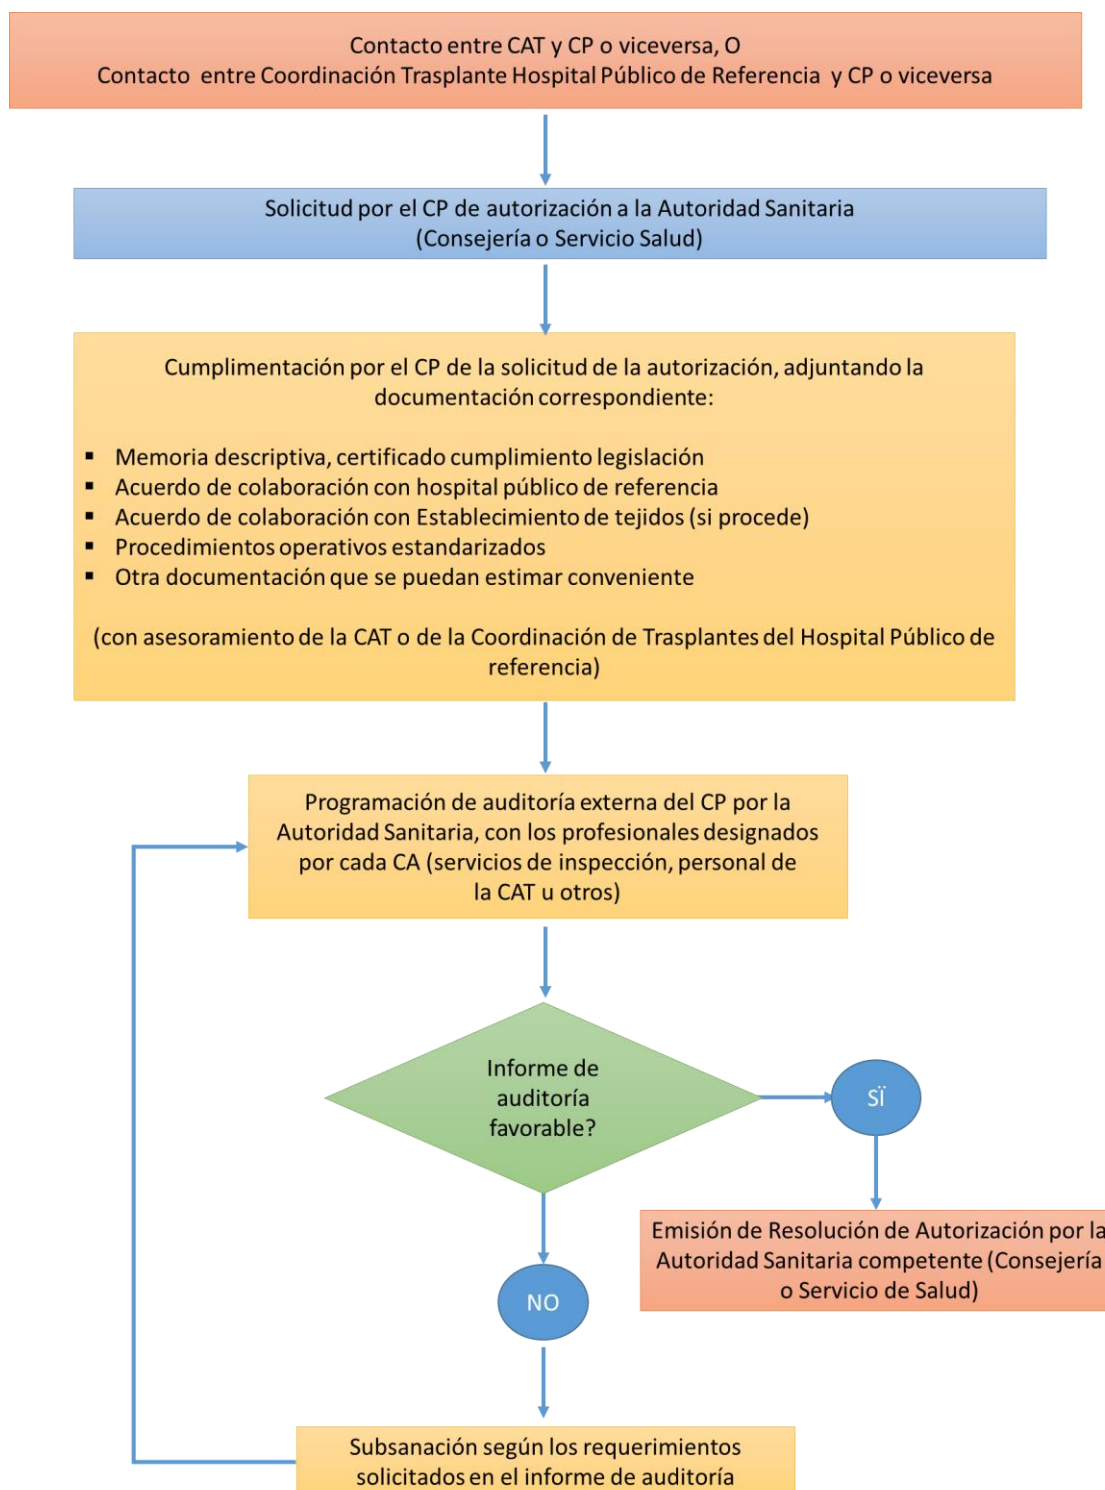 Contacto entre CAT y CP o viceversa, O
Contacto entre Coordinación Trasplante Hospital Público de Referencia y CP o viceversa
Solicitud por el CP de autorización a la Autoridad Sanitaria
(Consejería o Servicio Salud)
Cumplimentación por el CP de la solicitud de la autorización, adjuntando la
documentación correspondiente:
▪ Memoria descriptiva, certificado cumplimiento legislación
▪ Acuerdo de colaboración con hospital público de referencia
▪ Acuerdo de colaboración con Establecimiento de tejidos (si procede)
▪ Procedimientos operativos estandarizados
▪ Otra documentación que se puedan estimar conveniente
(con asesoramiento de la CAT o de la Coordinación de Trasplantes del Hospital Público de
referencia)
Programación de auditoría externa del CP por la
Autoridad Sanitaria, con los profesionales designados
por cada CA (servicios de inspección, personal de
la CAT u otros)
Informe de
auditoría
favorable?
SÏ
Emisión de Resolución de Autorización por la
Autoridad Sanitaria competente (Consejería
o Servicio de Salud)
NO
Subsanación según los requerimientos
solicitados en el informe de auditoría